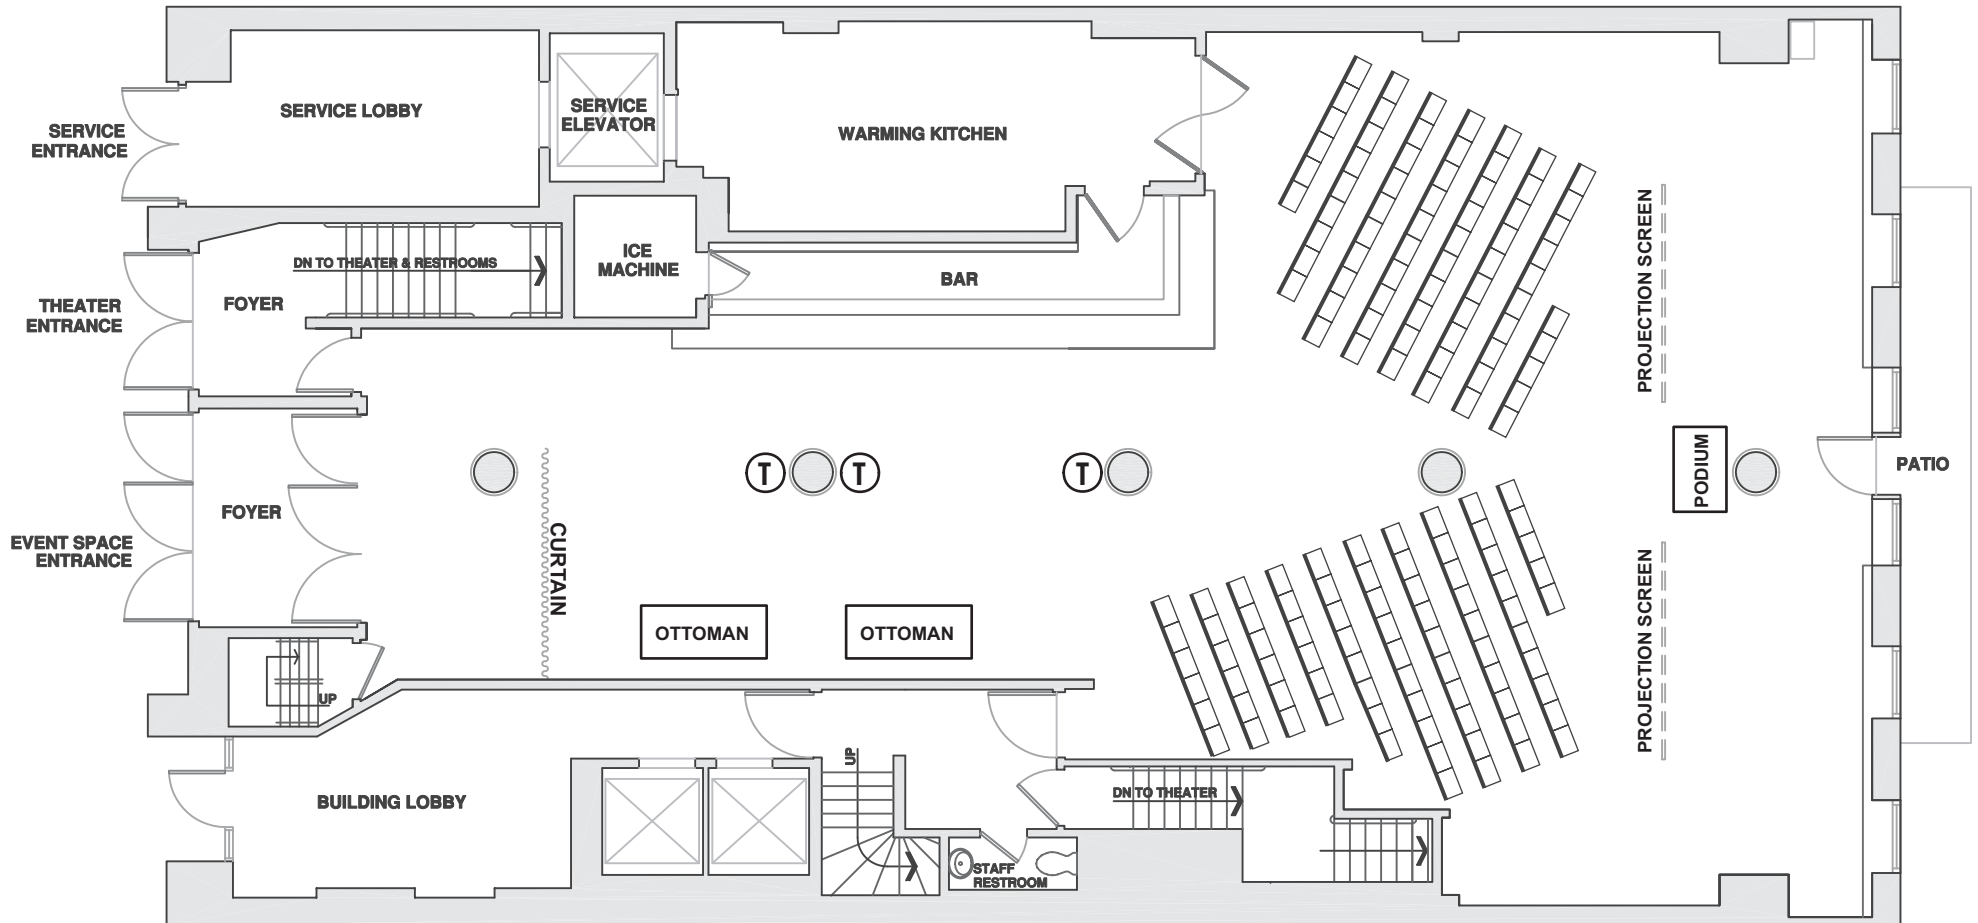 SERVICE LOBBY
SERVICE
ELEVATOR
WARMING KITCHEN
SERVICE
ENTRANCE
DN TO THEATER & RESTROOMS
ICE
MACHINE
BAR
PROJECTION SCREEN
THEATER
ENTRANCE
FOYER
T
T
T
PODIUM
PATIO
FOYER
EVENT SPACE
ENTRANCE
CURTAIN
OTTOMAN
OTTOMAN
PROJECTION SCREEN
UP
UP
BUILDING LOBBY
DN TO THEATER
STAFF
RESTROOM